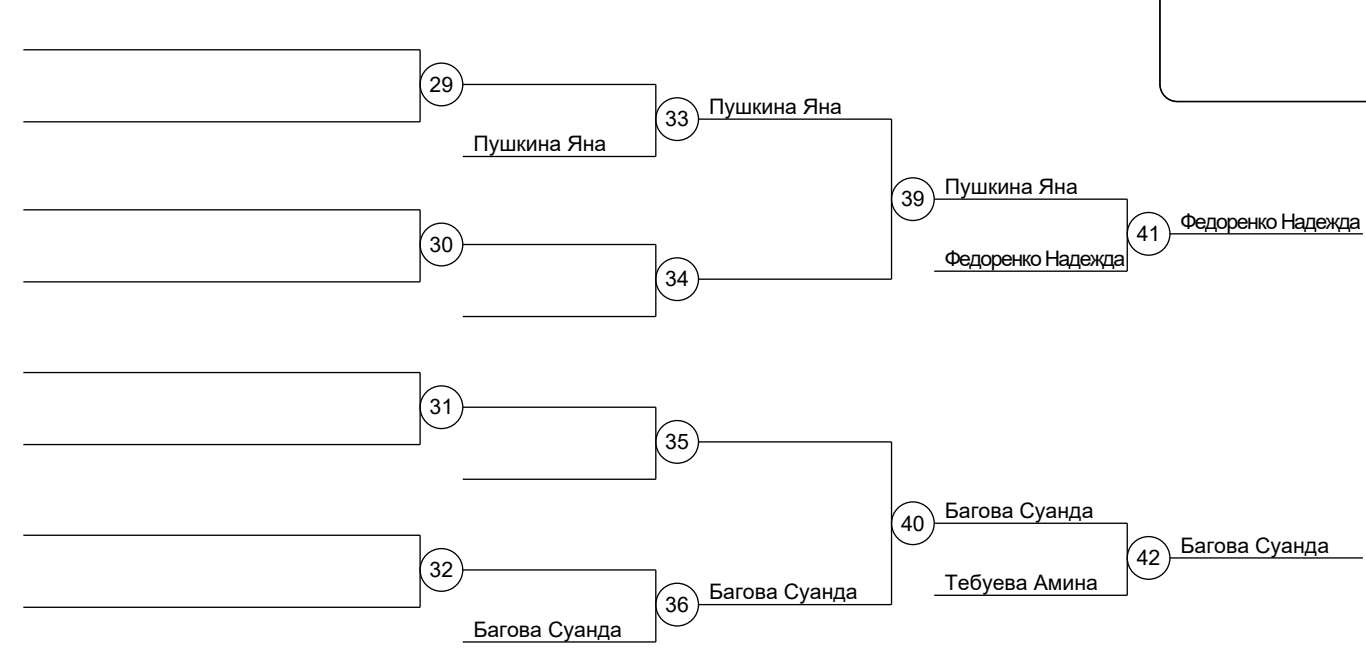 29
33
Пушкина Яна
Пушкина Яна
39
Пушкина Яна
41
Федоренко Надежда
Федоренко Надежда
30
34
31
35
40
Багова Суанда
42
Багова Суанда
Тебуева Амина
32
36
Багова Суанда
Багова Суанда